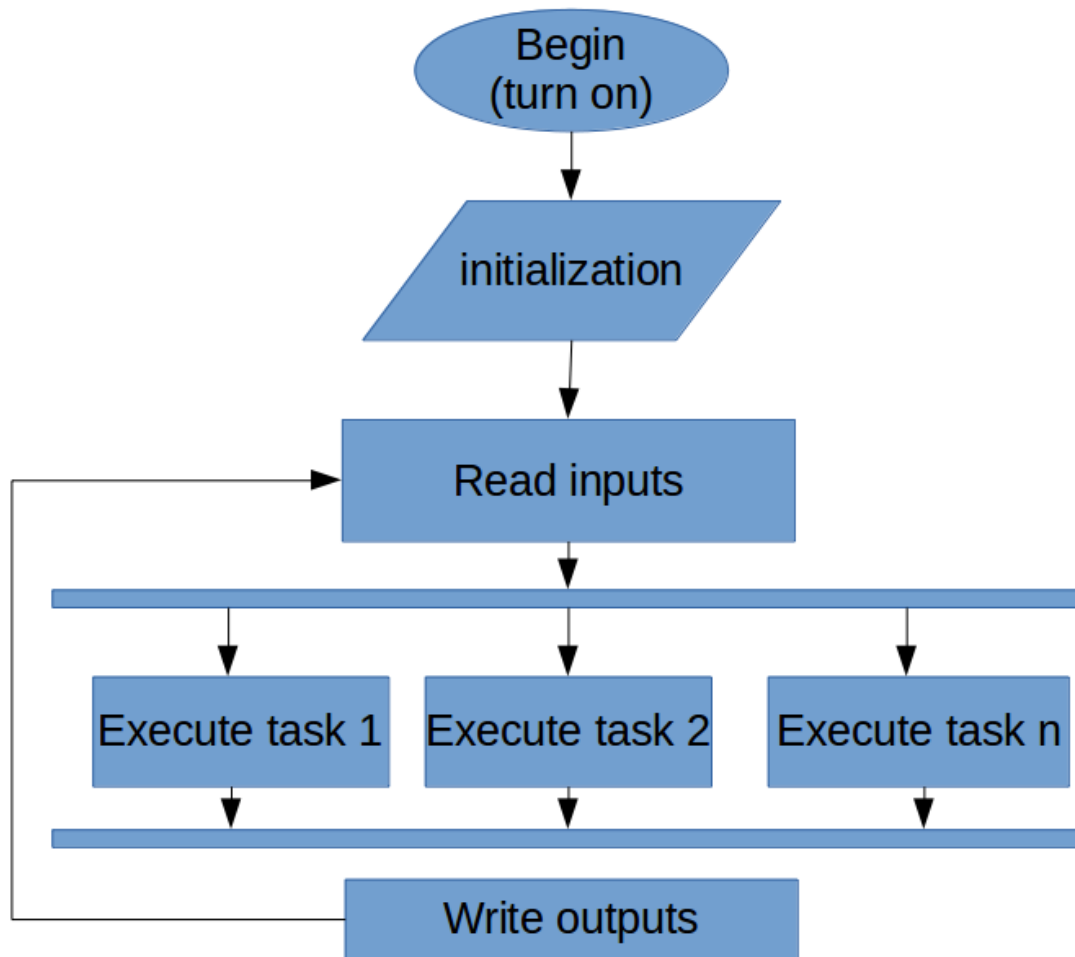 Begin
(turn on)
initialization
Read inputs
Execute task 1
Execute task 2
Execute task n
Write outputs